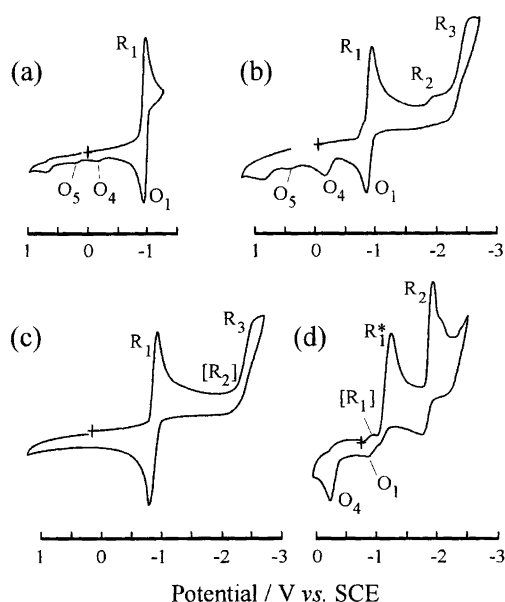 (a)
R1
O5
O4
O1
1 0 -1
(b)
R1
R2
R3
O5
O4
O1
1 0 -1 -2 -3
(c)
R1
[R2]
R3
1 0 -1 -2 -3
(d)
[R1]
R1*
R2
O4
O1
0 -1 -2 -3
Potential / V vs. SCE